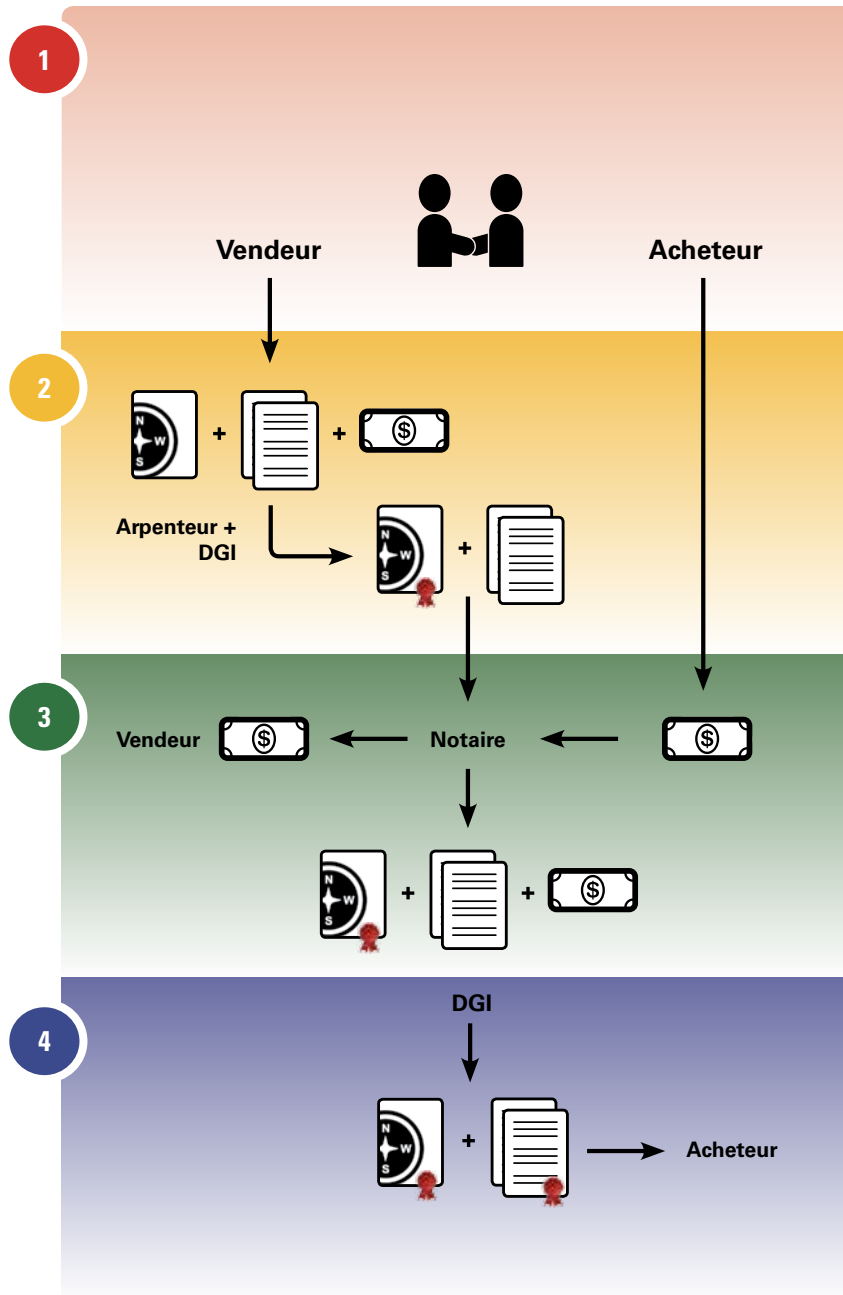 1
Vendeur
Acheteur
2
N
W
S
+
+
$
Arpenteur +
DGI
N
W
S
+
3
Vendeur
$
Notaire
$
N
W
S
+
+
$
4
DGI
N
W
S
+
Acheteur